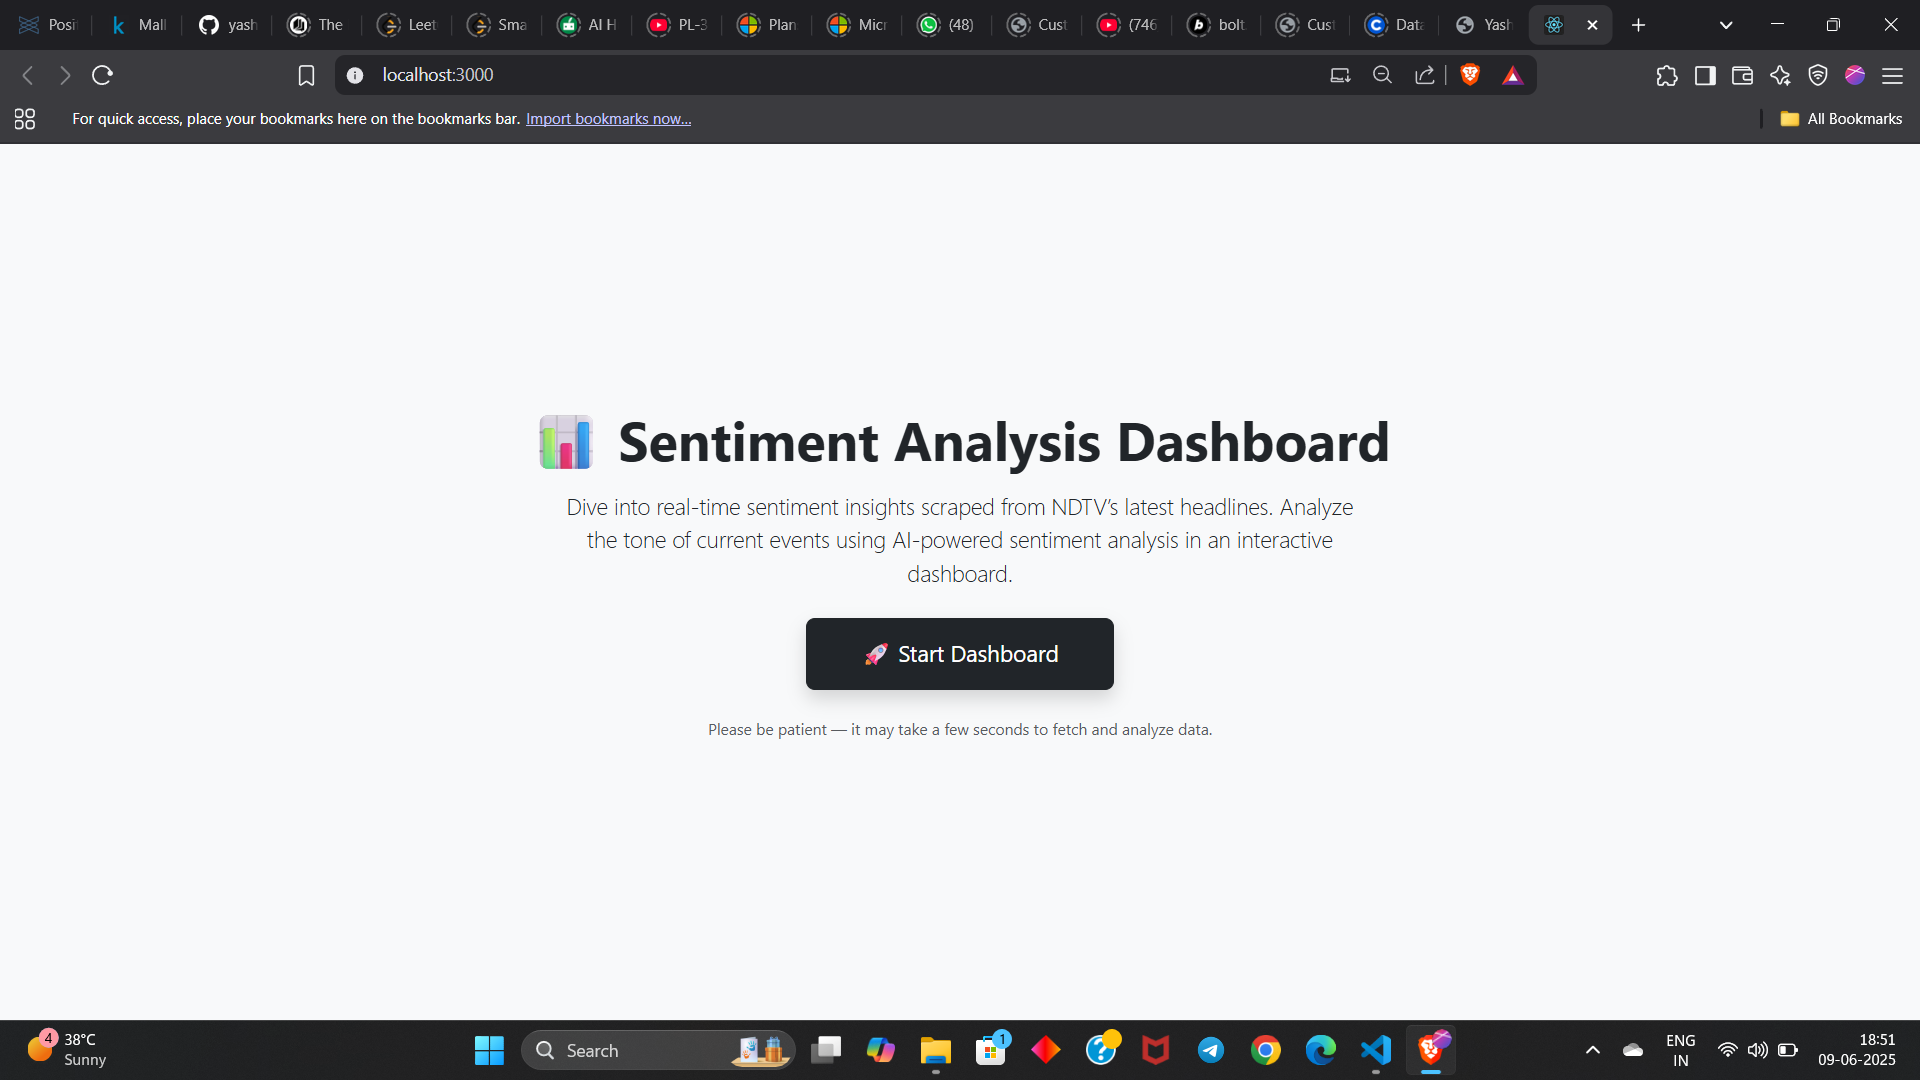 Posi
Mall
yash
The
Leet
Sma
AI H
PL-3
Plan
Micr
(48)
Cust
(746
bolt
Cust
Data
Yash
localhost:3000
For quick access, place your bookmarks here on the bookmarks bar. Import bookmarks now...
All Bookmarks
Sentiment Analysis Dashboard
Dive into real-time sentiment insights scraped from NDTV’s latest headlines. Analyze
the tone of current events using AI-powered sentiment analysis in an interactive
dashboard.
🚀 Start Dashboard
Please be patient — it may take a few seconds to fetch and analyze data.
4
38°C
Sunny
Search
1
ENG
IN
18:51
09-06-2025